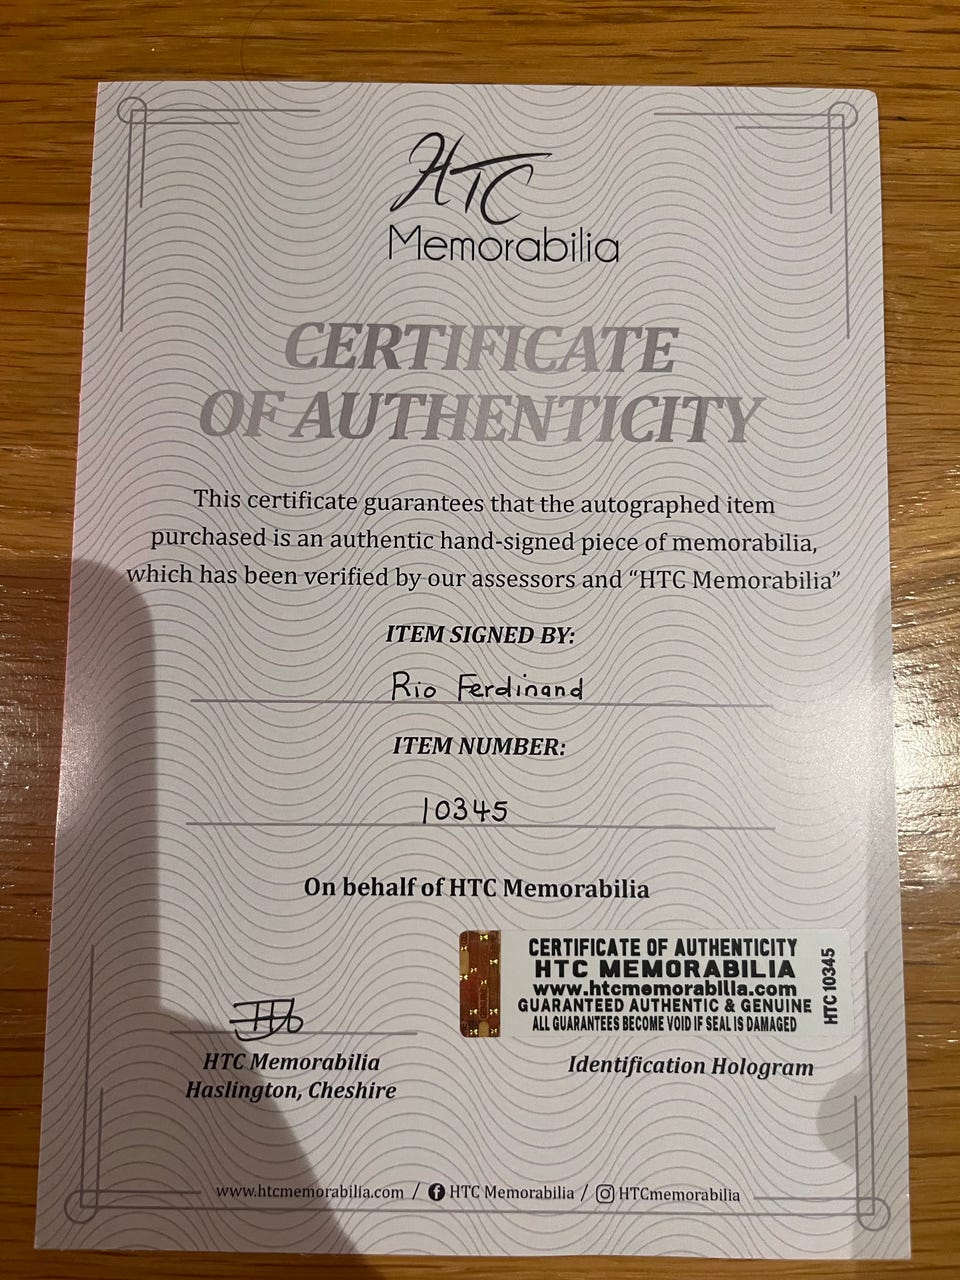 HTC
Memorabilia
CERTIFICATE
OF AUTHENTICITY
This certificate guarantees that the autographed item
purchased is an authentic hand-signed piece of memorabilia,
which has been verified by our assessors and “HTC Memorabilia”
ITEM SIGNED BY:
Rio Ferdinand
ITEM NUMBER:
10345
On behalf of HTC Memorabilia
CERTIFICATE OF AUTHENTICITY
HTC MEMORABILIA
www.htcmemorabilia.com
GUARANTEED AUTHENTIC & GENUINE
ALL GUARANTEES BECOME VOID IF SEAL IS DAMAGED
HTC 10345
HTC Memorabilia
Haslington, Cheshire
Identification Hologram
www.htcmemorabilia.com / HTC Memorabilia / HTCmemorabilia